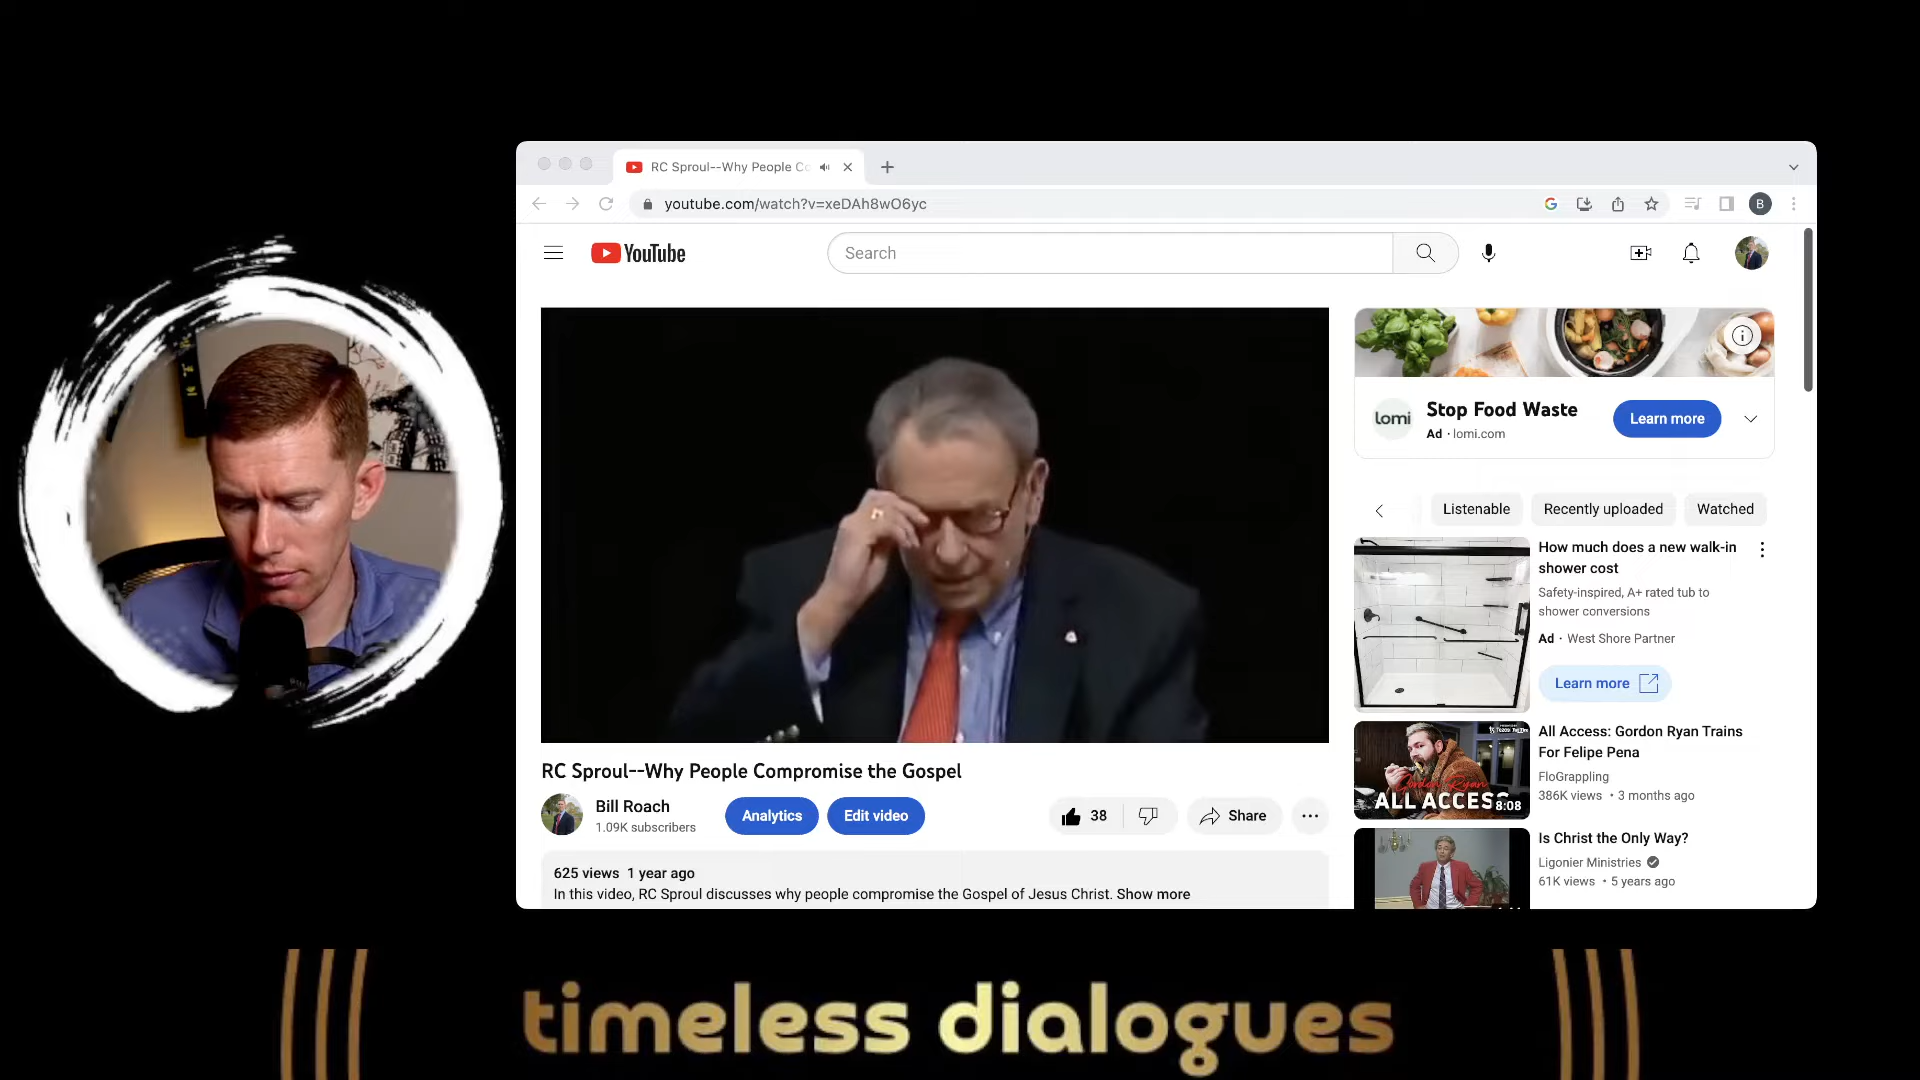 RC Sproul--Why People Co
youtube.com/watch?v=xeDAh8wO6yc
B
YouTube
Search
lomi
Stop Food Waste
Ad · lomi.com
Learn more
Listenable
Recently uploaded
Watched
How much does a new walk-in
shower cost
Safety-inspired, A+ rated tub to
shower conversions
Ad · West Shore Partner
Learn more
All Access: Gordon Ryan Trains
For Felipe Pena
FloGrappling
386K views • 3 months ago
Gordon Ryan
ALL ACCESS
8:08
Is Christ the Only Way?
Ligonier Ministries
61K views • 5 years ago
RC Sproul--Why People Compromise the Gospel
Bill Roach
1.09K subscribers
Analytics
Edit video
38
Share
625 views 1 year ago
In this video, RC Sproul discusses why people compromise the Gospel of Jesus Christ. Show more
timeless dialogues